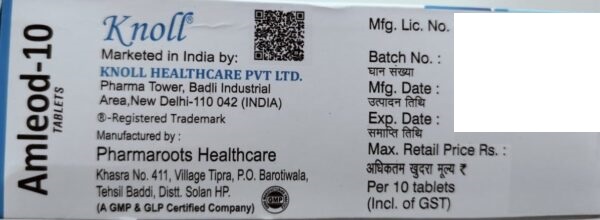 Amleod-10
TABLETS
Knoll®
Marketed in India by:
KNOLL HEALTHCARE PVT LTD.
Pharma Tower, Badli Industrial
Area,New Delhi-110 042 (INDIA)
®-Registered Trademark
Manufactured by :
Pharmaroots Healthcare
Khasra No. 411, Village Tipra, P.O. Barotiwala,
Tehsil Baddi, Distt. Solan HP.
(A GMP & GLP Certified Company)
GMP
Mfg. Lic. No.
Batch No. :
घान संख्या
Mfg. Date :
उत्पादन तिथि
Exp. Date :
समाप्ति तिथि
Max. Retail Price Rs. :
अधिकतम खुदरा मूल्य ₹
Per 10 tablets
(Incl. of GST)